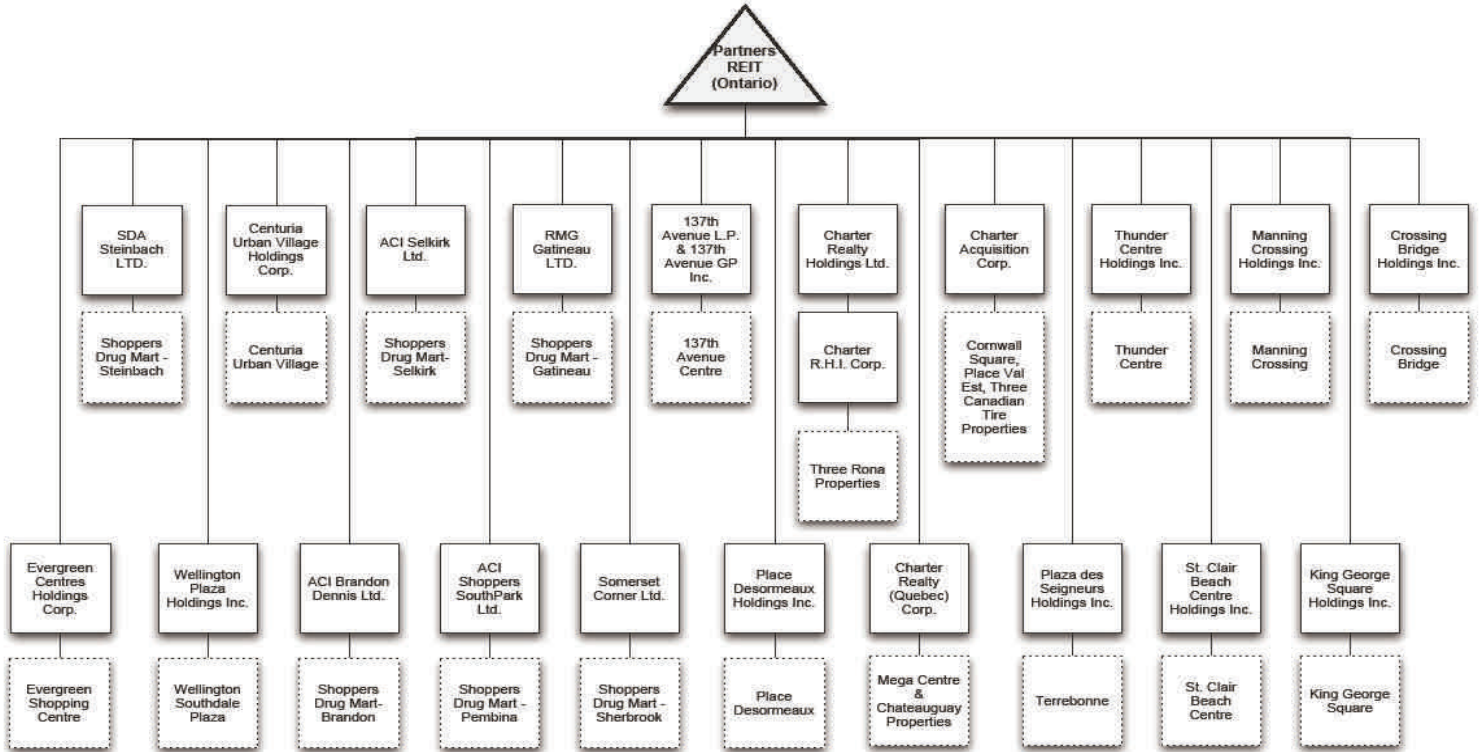 Partners
REIT
(Ontario)
SDA
Steinbach
LTD.
Centuria
Urban Village
Holdings
Corp.
ACI Selkirk
Ltd.
RMG
Gatineau
LTD.
137th
Avenue L.P.
& 137th
Avenue GP
Inc.
Charter
Realty
Holdings Ltd.
Charter
Acquisition
Corp.
Thunder
Centre
Holdings Inc.
Manning
Crossing
Holdings Inc.
Crossing
Bridge
Holdings Inc.
Shoppers
Drug Mart -
Steinbach
Centuria
Urban Village
Shoppers
Drug Mart-
Selkirk
Shoppers
Drug Mart -
Gatineau
137th
Avenue
Centre
Charter
R.H.I. Corp.
Cornwall
Square,
Place Val
Est, Three
Canadian
Tire
Properties
Thunder
Centre
Manning
Crossing
Crossing
Bridge
Three Rona
Properties
Evergreen
Centres
Holdings
Corp.
Wellington
Plaza
Holdings Inc.
ACI Brandon
Dennis Ltd.
ACI
Shoppers
SouthPark
Ltd.
Somerset
Corner Ltd.
Place
Desormeaux
Holdings Inc.
Charter
Realty
(Quebec)
Corp.
Plaza des
Seigneurs
Holdings Inc.
St. Clair
Beach
Centre
Holdings Inc.
King George
Square
Holdings Inc.
Evergreen
Shopping
Centre
Wellington
Southdale
Plaza
Shoppers
Drug Mart-
Brandon
Shoppers
Drug Mart -
Pembina
Shoppers
Drug Mart -
Sherbrook
Place
Desormeaux
Mega Centre
&
Chateauguay
Properties
Terrebonne
St. Clair
Beach
Centre
King George
Square